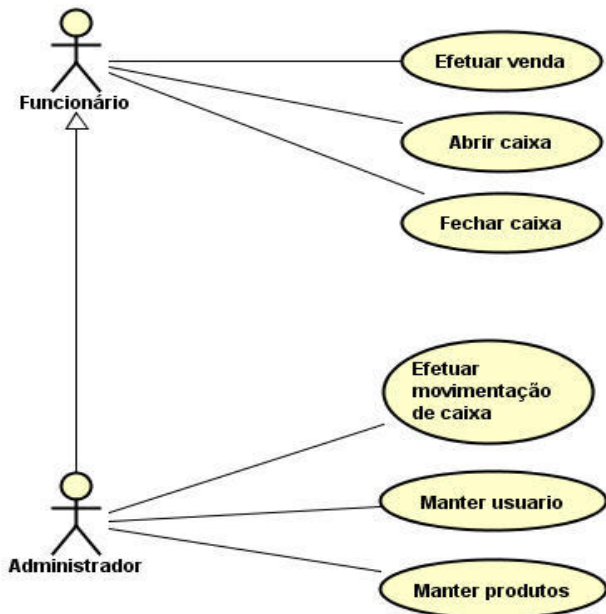 Funcionário
Efetuar venda
Abrir caixa
Fechar caixa
Efetuar
movimentação
de caixa
Manter usuario
Administrador
Manter produtos